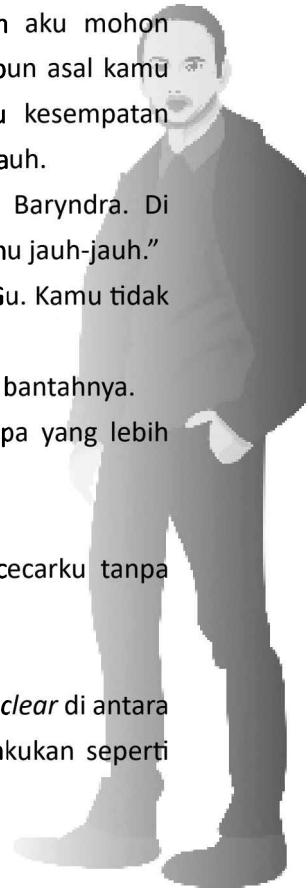 aku mohon
pun asal kamu
kesempatan
auh.
Baryndra. Di
nu jauh-jauh.”
Gu. Kamu tidak
bantahnya.
pa yang lebih
cecarku tanpa
clear di antara
akukan seperti